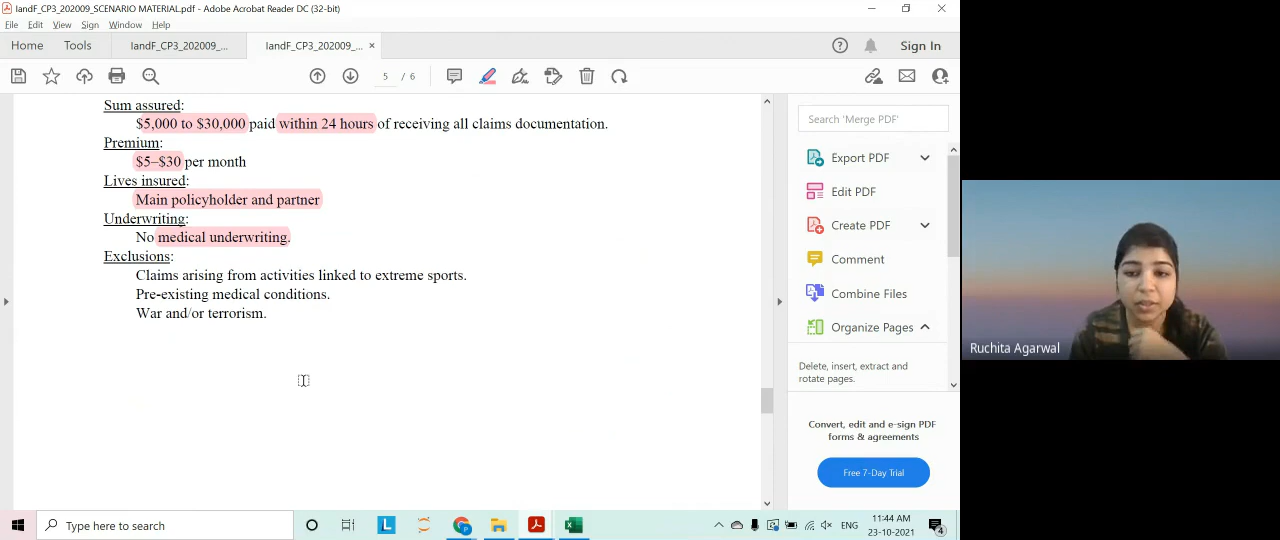 IandF_CP3_202009_SCENARIO MATERIAL.pdf - Adobe Acrobat Reader DC (32-bit)
File Edit View Sign Window Help
Home Tools IandF_CP3_202009_... IandF_CP3_202009_... × Sign In
5 / 6
Sum assured:
$5,000 to $30,000 paid within 24 hours of receiving all claims documentation.
Premium:
$5–$30 per month
Lives insured:
Main policyholder and partner
Underwriting:
No medical underwriting.
Exclusions:
Claims arising from activities linked to extreme sports.
Pre-existing medical conditions.
War and/or terrorism.
Search 'Merge PDF'
Export PDF
Edit PDF
Create PDF
Comment
Combine Files
Organize Pages
Delete, insert, extract and
rotate pages.
Convert, edit and e-sign PDF
forms & agreements
Free 7-Day Trial
Ruchita Agarwal
Type here to search
L
ENG
11:44 AM
23-10-2021
4